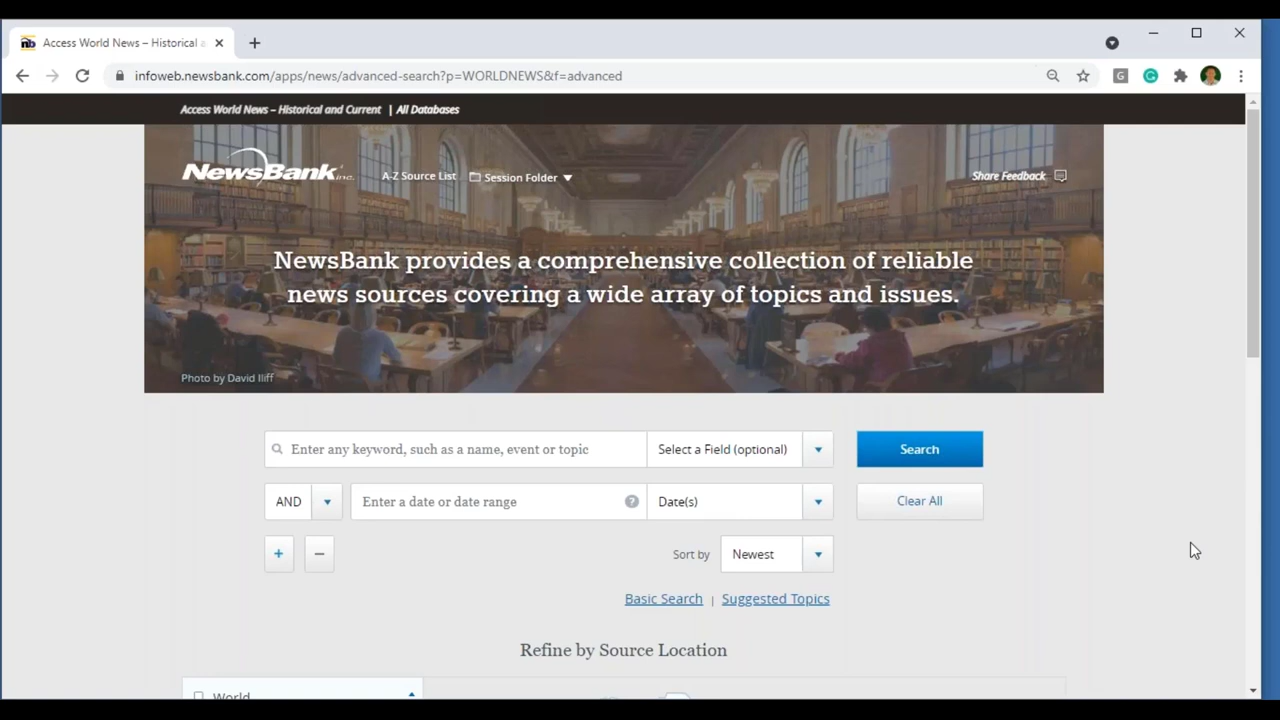 Access World News – Historical a
infoweb.newsbank.com/apps/news/advanced-search?p=WORLDNEWS&f=advanced
Access World News – Historical and Current | All Databases
NewsBank inc.
A-Z Source List
Session Folder
Share Feedback
NewsBank provides a comprehensive collection of reliable
news sources covering a wide array of topics and issues.
Photo by David Iliff
Enter any keyword, such as a name, event or topic
Select a Field (optional)
Search
AND
Enter a date or date range
?
Date(s)
Clear All
+
−
Sort by
Newest
Basic Search | Suggested Topics
Refine by Source Location
World